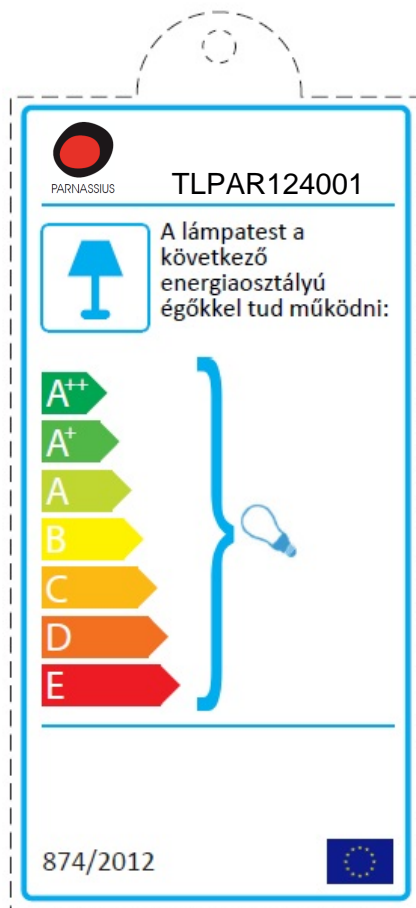 PARNASSIUS
TLPAR124001
A lámpatest a
következő
energiaosztályú
égőkkel tud működni:
A++
A+
A
B
C
D
E
874/2012